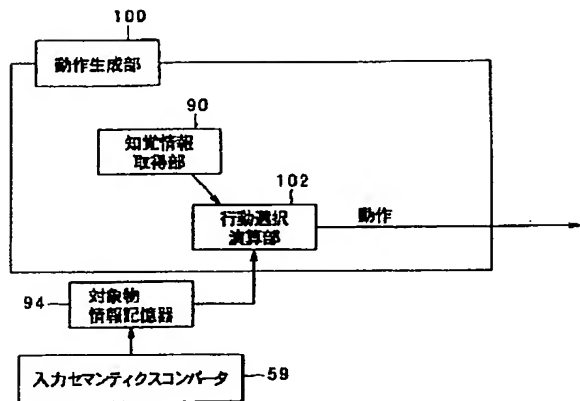 100
動作生成部
90
知覚情報
取得部
102
行動選択
演算部
動作
94
対象物
情報記憶器
入力セマンティクスコンバータ
59